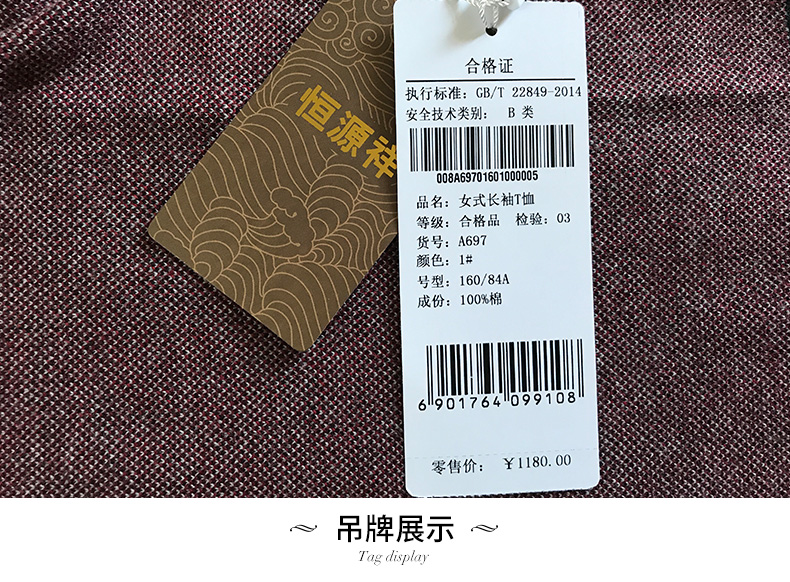 恒源祥
合格证
执行标准：GB/T 22849-2014
安全技术类别： B 类
008A69701601000005
品名：女式长袖T恤
等级：合格品 检验：03
货号：A697
颜色：1#
号型：160/84A
成份：100%棉
6 901764 099108
零售价： ￥1180.00
～ 吊牌展示 ～
Tag display